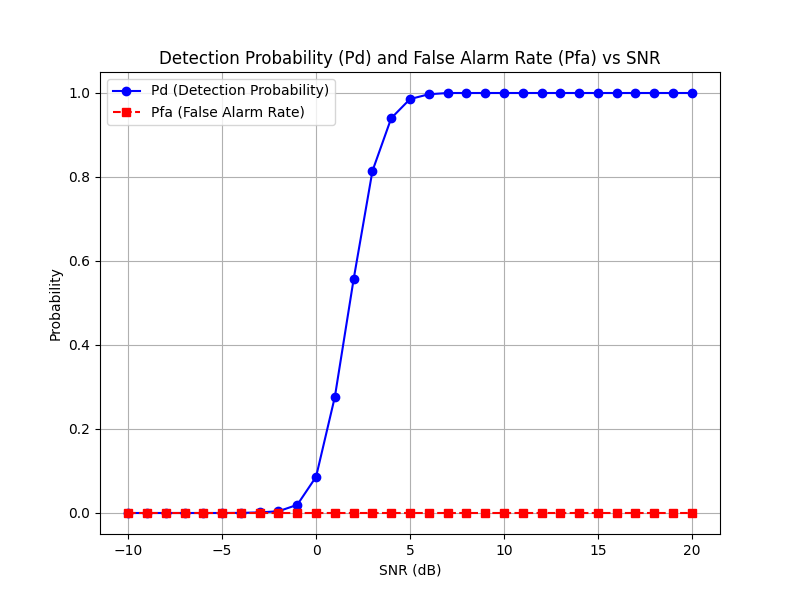 Detection Probability (Pd) and False Alarm Rate (Pfa) vs SNR
Pd (Detection Probability)
Pfa (False Alarm Rate)
1.0
0.8
0.6
0.4
0.2
0.0
Probability
−10 −5 0 5 10 15 20
SNR (dB)